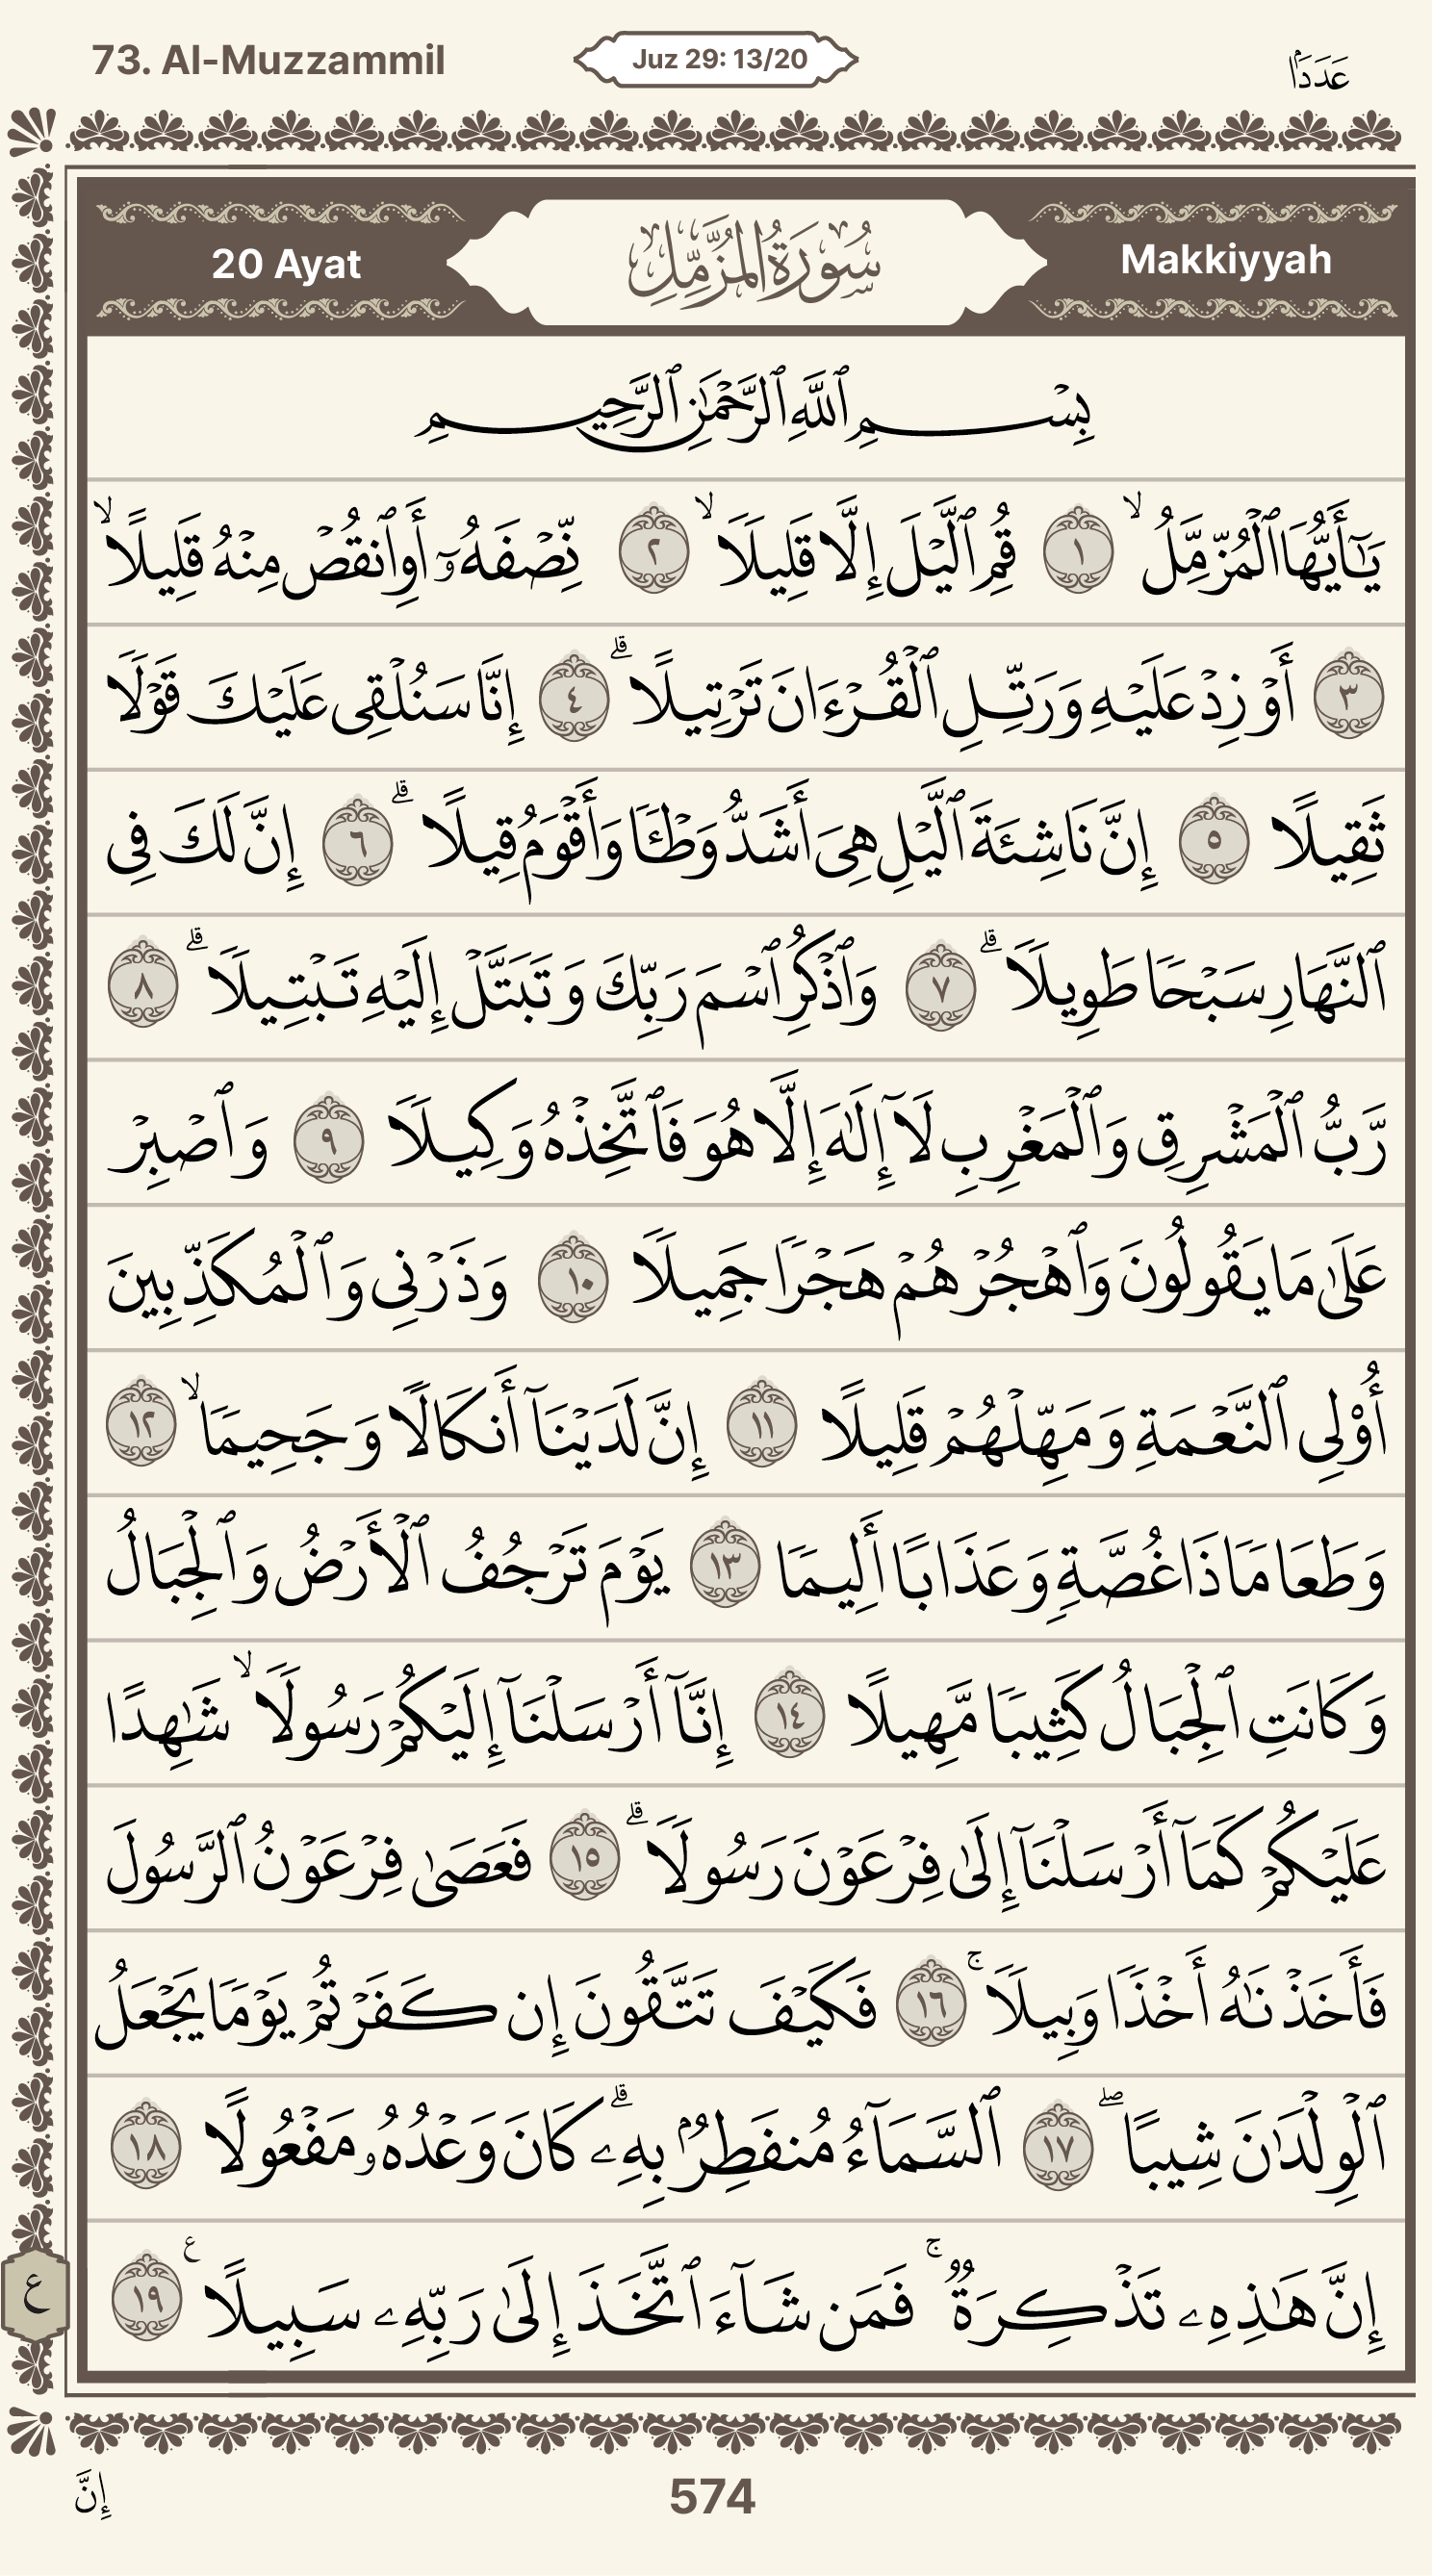 73. Al-Muzzammil
Juz 29: 13/20
عَدَدَۢا
20 Ayat
سُورَةُ المُزَّمِّلِ
Makkiyyah
بِسْمِ ٱللَّهِ ٱلرَّحْمَٰنِ ٱلرَّحِيمِ
يَٰٓأَيُّهَا ٱلْمُزَّمِّلُ ۙ ١ قُمِ ٱلَّيْلَ إِلَّا قَلِيلًا ۙ ٢ نِّصْفَهُۥٓ أَوِ ٱنقُصْ مِنْهُ قَلِيلًا ۙ
٣ أَوْ زِدْ عَلَيْهِ وَرَتِّلِ ٱلْقُرْءَانَ تَرْتِيلًا ۗ ٤ إِنَّا سَنُلْقِى عَلَيْكَ قَوْلًا
ثَقِيلًا ٥ إِنَّ نَاشِئَةَ ٱلَّيْلِ هِىَ أَشَدُّ وَطْـًٔا وَأَقْوَمُ قِيلًا ۗ ٦ إِنَّ لَكَ فِى
ٱلنَّهَارِ سَبْحًا طَوِيلًا ۗ ٧ وَٱذْكُرِ ٱسْمَ رَبِّكَ وَتَبَتَّلْ إِلَيْهِ تَبْتِيلًا ۗ ٨
رَّبُّ ٱلْمَشْرِقِ وَٱلْمَغْرِبِ لَآ إِلَٰهَ إِلَّا هُوَ فَٱتَّخِذْهُ وَكِيلًا ٩ وَٱصْبِرْ
عَلَىٰ مَا يَقُولُونَ وَٱهْجُرْهُمْ هَجْرًا جَمِيلًا ١٠ وَذَرْنِى وَٱلْمُكَذِّبِينَ
أُو۟لِى ٱلنَّعْمَةِ وَمَهِّلْهُمْ قَلِيلًا ١١ إِنَّ لَدَيْنَآ أَنكَالًا وَجَحِيمًا ۙ ١٢
وَطَعَامًا ذَا غُصَّةٍ وَعَذَابًا أَلِيمًا ١٣ يَوْمَ تَرْجُفُ ٱلْأَرْضُ وَٱلْجِبَالُ
وَكَانَتِ ٱلْجِبَالُ كَثِيبًا مَّهِيلًا ١٤ إِنَّآ أَرْسَلْنَآ إِلَيْكُمْ رَسُولًا ۙ شَٰهِدًا
عَلَيْكُمْ كَمَآ أَرْسَلْنَآ إِلَىٰ فِرْعَوْنَ رَسُولًا ۗ ١٥ فَعَصَىٰ فِرْعَوْنُ ٱلرَّسُولَ
فَأَخَذْنَٰهُ أَخْذًا وَبِيلًا ۚ ١٦ فَكَيْفَ تَتَّقُونَ إِن كَفَرْتُمْ يَوْمًا يَجْعَلُ
ٱلْوِلْدَٰنَ شِيبًا ۖ ١٧ ٱلسَّمَآءُ مُنفَطِرٌۢ بِهِۦ ۗ كَانَ وَعْدُهُۥ مَفْعُولًا ١٨
إِنَّ هَٰذِهِۦ تَذْكِرَةٌ ۚ فَمَن شَآءَ ٱتَّخَذَ إِلَىٰ رَبِّهِۦ سَبِيلًا ࣖ ١٩
ع
إِنَّ
574